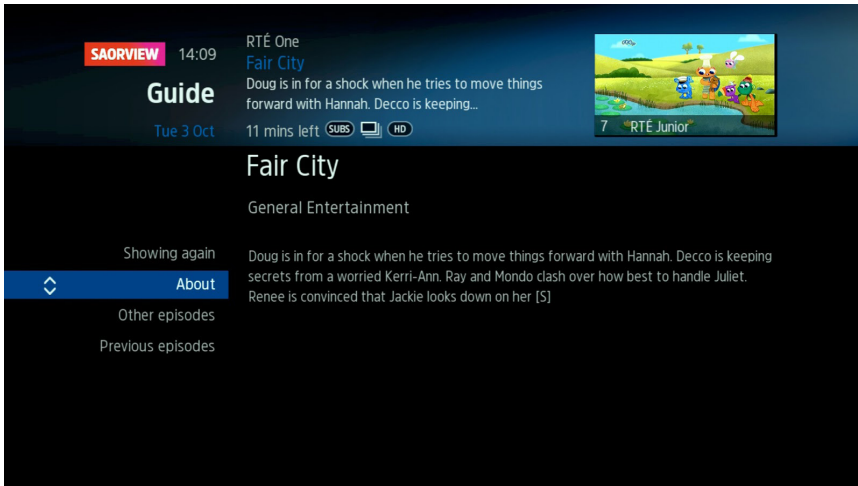 SAORVIEW 14:09
Guide
Tue 3 Oct
RTÉ One
Fair City
Doug is in for a shock when he tries to move things
forward with Hannah. Decco is keeping...
11 mins left SUBS HD
7 RTÉ Junior
Fair City
General Entertainment
Showing again
About
Other episodes
Previous episodes
Doug is in for a shock when he tries to move things forward with Hannah. Decco is keeping
secrets from a worried Kerri-Ann. Ray and Mondo clash over how best to handle Juliet.
Renee is convinced that Jackie looks down on her [S]